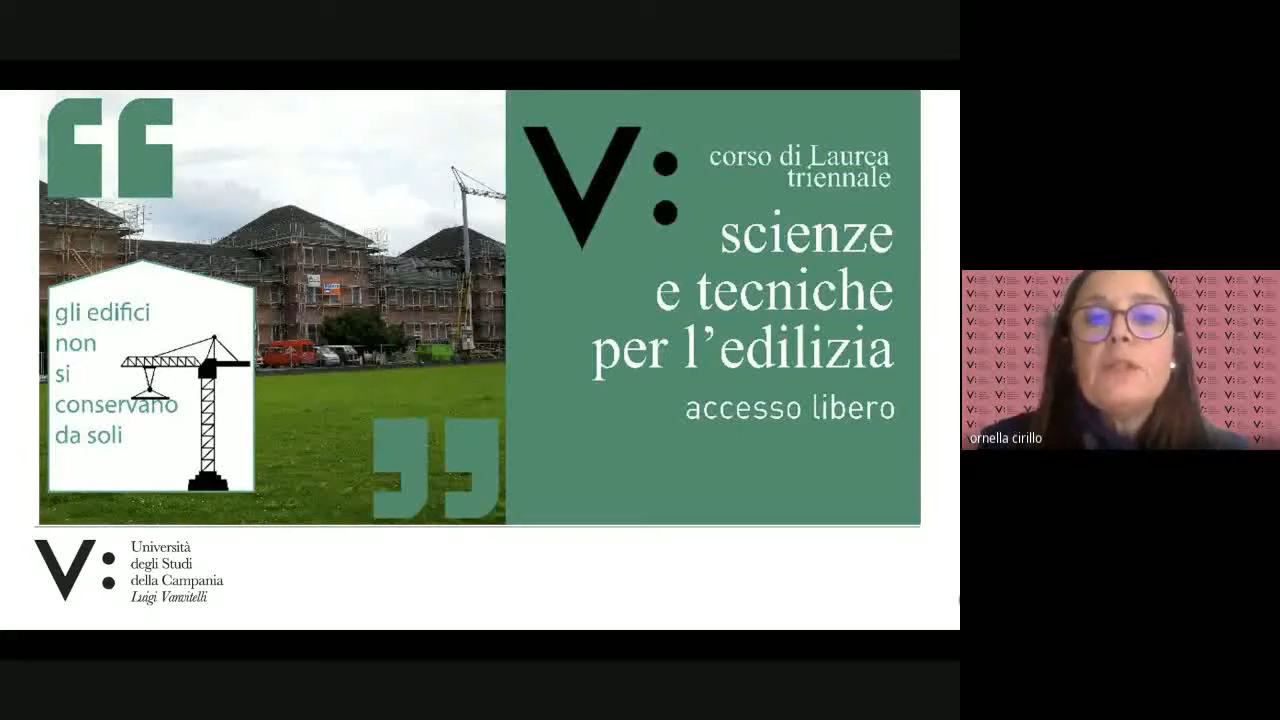 gli edifici
non
si
conservano
da soli
V:
corso di Laurea
triennale
scienze
e tecniche
per l'edilizia
accesso libero
V:
Università
degli Studi
della Campania
Luigi Vanvitelli
ornella cirillo